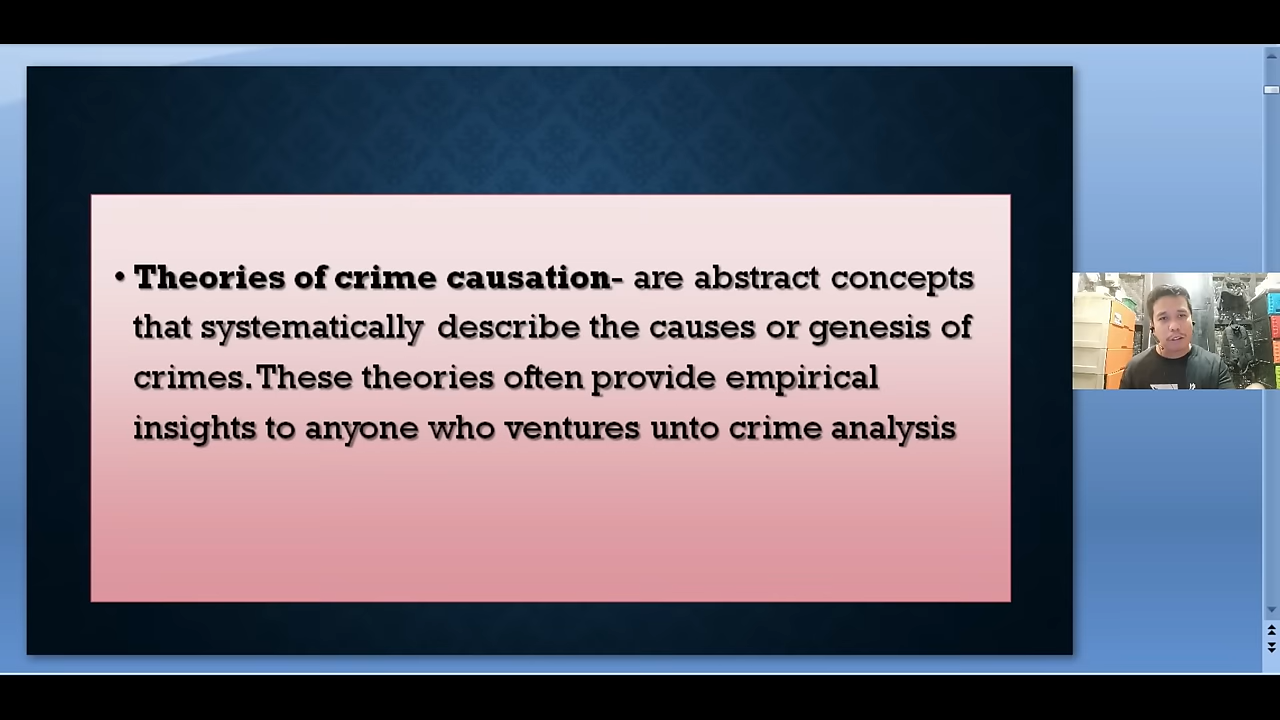 • Theories of crime causation- are abstract concepts
that systematically describe the causes or genesis of
crimes. These theories often provide empirical
insights to anyone who ventures unto crime analysis